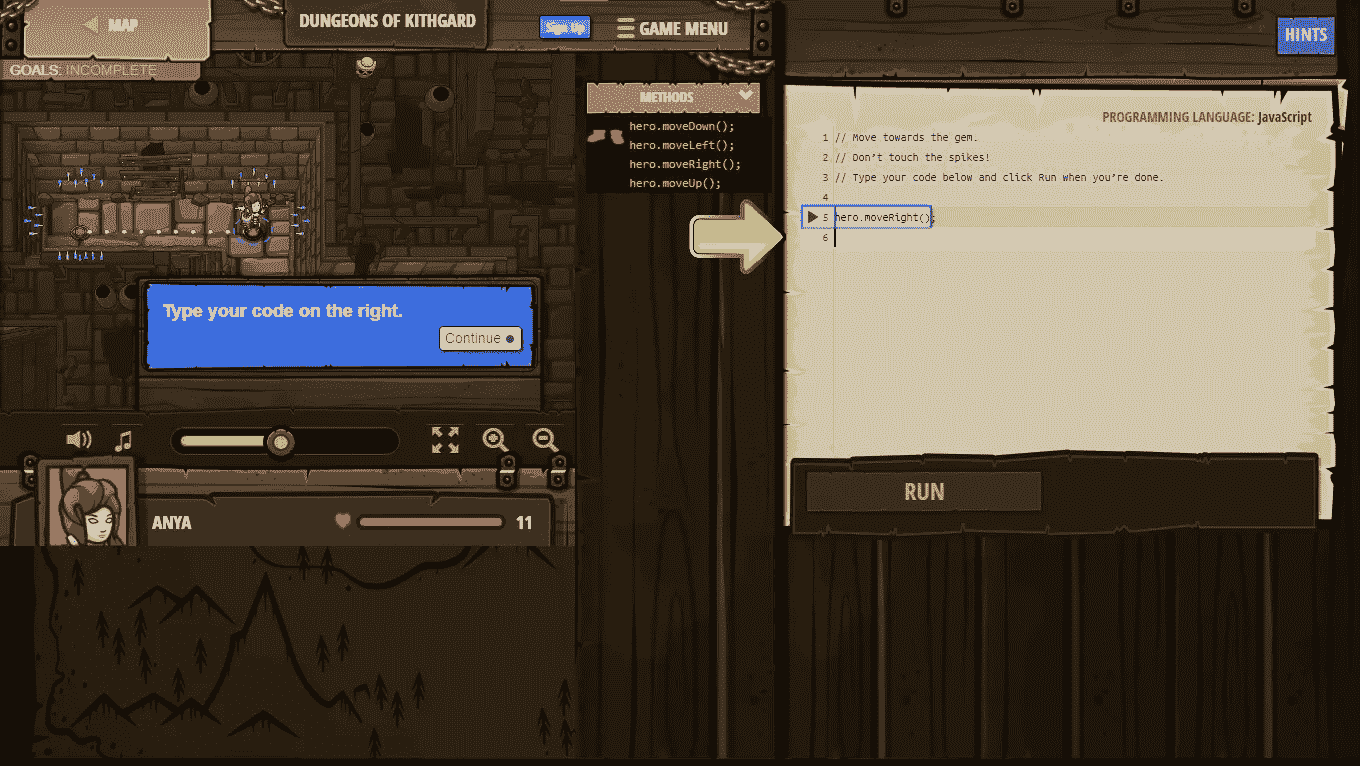 MAP
DUNGEONS OF KITHGARD
Sign Up
GAME MENU
HINTS
GOALS: INCOMPLETE
METHODS
hero.moveDown();
hero.moveLeft();
hero.moveRight();
hero.moveUp();
PROGRAMMING LANGUAGE: JavaScript
1 // Move towards the gem.
2 // Don't touch the spikes!
3 // Type your code below and click Run when you're done.
4
5 hero.moveRight();
6
Type your code on the right.
Continue
RUN
ANYA
11